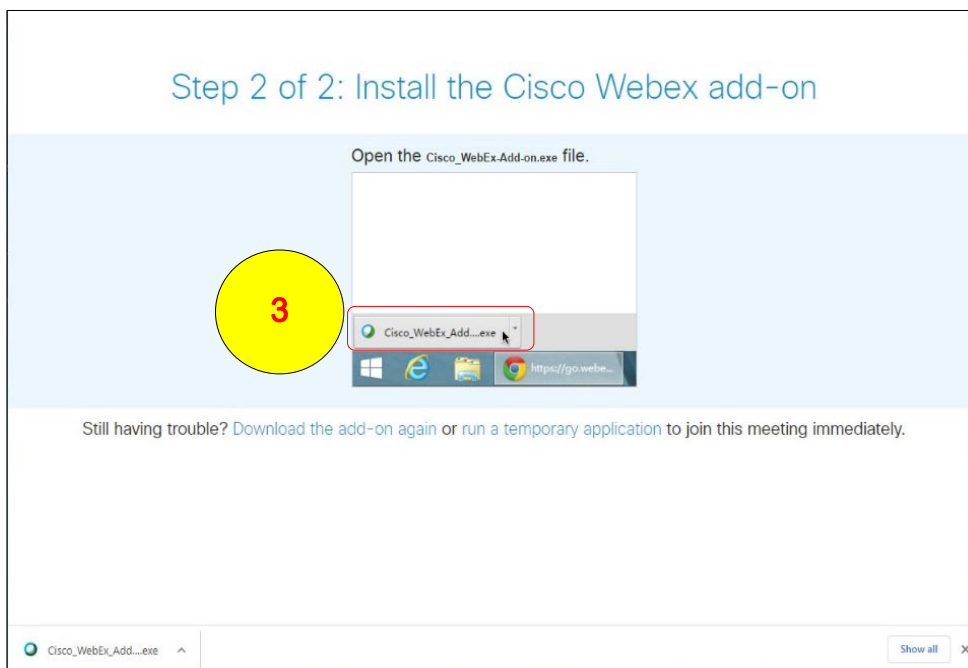 Step 2 of 2: Install the Cisco Webex add-on
Open the Cisco_WebEx-Add-on.exe file.
3
Cisco_WebEx_Add....exe
https://go.webe...
Still having trouble? Download the add-on again or run a temporary application to join this meeting immediately.
Cisco_WebEx_Add....exe
Show all